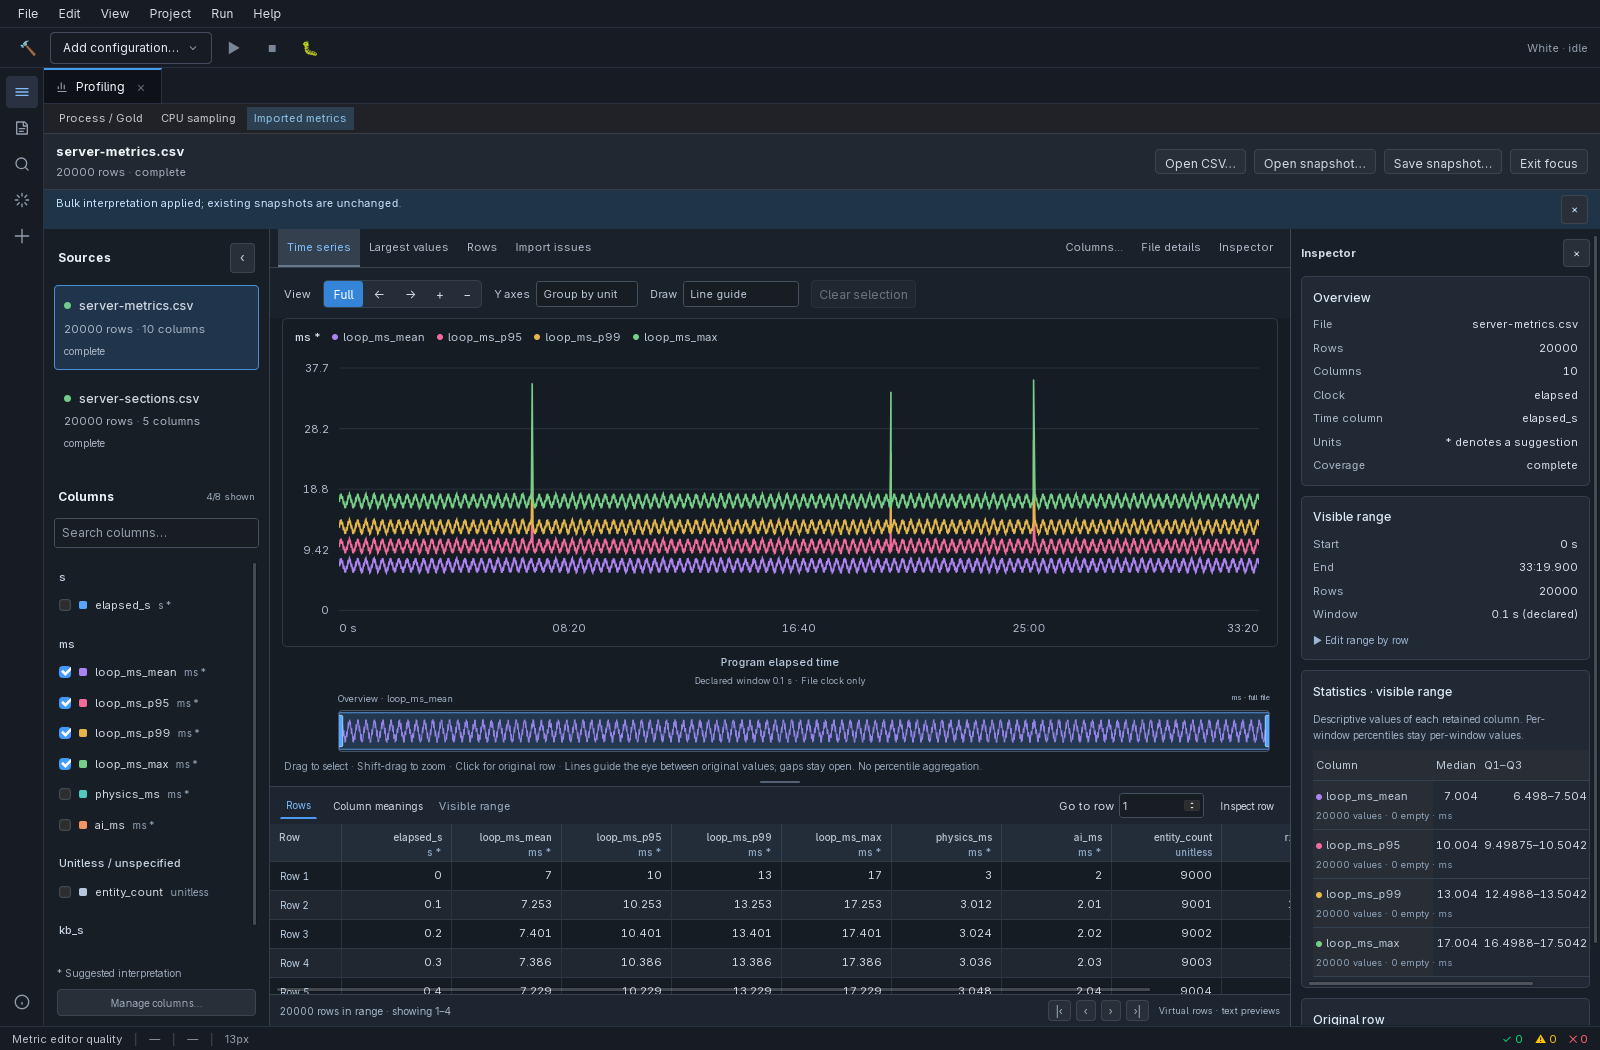 File Edit View Project Run Help
Add configuration...
White · idle
Profiling ×
Process / Gold CPU sampling Imported metrics
server-metrics.csv
20000 rows · complete
Open CSV... Open snapshot... Save snapshot... Exit focus
Bulk interpretation applied; existing snapshots are unchanged.
Sources
server-metrics.csv
20000 rows · 10 columns
complete
server-sections.csv
20000 rows · 5 columns
complete
Columns 4/8 shown
Search columns...
s
elapsed_s s *
ms
loop_ms_mean ms *
loop_ms_p95 ms *
loop_ms_p99 ms *
loop_ms_max ms *
physics_ms ms *
ai_ms ms *
Unitless / unspecified
entity_count unitless
kb_s
* Suggested interpretation
Manage columns...
Time series Largest values Rows Import issues
Columns... File details Inspector
View Full ← → + − Y axes Group by unit Draw Line guide Clear selection
ms * loop_ms_mean loop_ms_p95 loop_ms_p99 loop_ms_max
37.7
28.2
18.8
9.42
0
0 s 08:20 16:40 25:00 33:20
Program elapsed time
Declared window 0.1 s · File clock only
Overview · loop_ms_mean ms · full file
Drag to select · Shift-drag to zoom · Click for original row · Lines guide the eye between original values; gaps stay open. No percentile aggregation.
Rows Column meanings Visible range Go to row 1 Inspect row
Row elapsed_s loop_ms_mean loop_ms_p95 loop_ms_p99 loop_ms_max physics_ms ai_ms entity_count
s * ms * ms * ms * ms * ms * ms * unitless
Row 1 0 7 10 13 17 3 2 9000
Row 2 0.1 7.253 10.253 13.253 17.253 3.012 2.01 9001
Row 3 0.2 7.401 10.401 13.401 17.401 3.024 2.02 9002
Row 4 0.3 7.386 10.386 13.386 17.386 3.036 2.03 9003
Row 5 0.4 7.229 10.229 13.229 17.229 3.048 2.04 9004
20000 rows in range · showing 1–4
Virtual rows · text previews
Inspector ×
Overview
File server-metrics.csv
Rows 20000
Columns 10
Clock elapsed
Time column elapsed_s
Units * denotes a suggestion
Coverage complete
Visible range
Start 0 s
End 33:19.900
Rows 20000
Window 0.1 s (declared)
▶ Edit range by row
Statistics · visible range
Descriptive values of each retained column. Per-
window percentiles stay per-window values.
Column Median Q1–Q3
loop_ms_mean 7.004 6.498–7.504
20000 values · 0 empty · ms
loop_ms_p95 10.004 9.49875–10.5042
20000 values · 0 empty · ms
loop_ms_p99 13.004 12.4988–13.5042
20000 values · 0 empty · ms
loop_ms_max 17.004 16.4988–17.5042
20000 values · 0 empty · ms
Original row
Metric editor quality | — | — | 13px
0 0 0